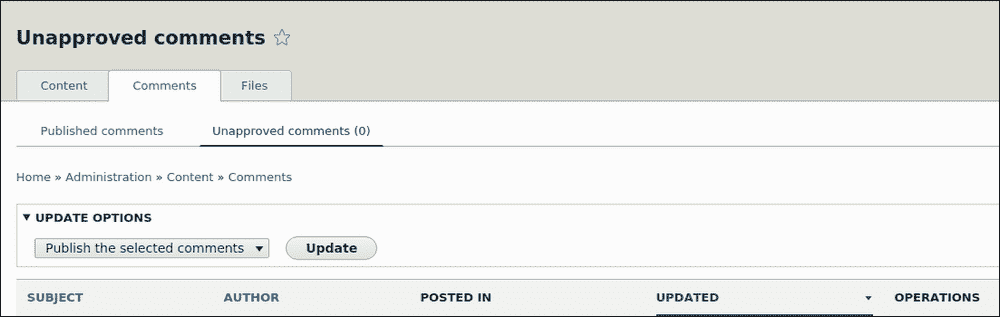 Unapproved comments
Content Comments Files
Published comments Unapproved comments (0)
Home » Administration » Content » Comments
▼ UPDATE OPTIONS
Publish the selected comments ▼ Update
SUBJECT AUTHOR POSTED IN UPDATED ▼ OPERATIONS